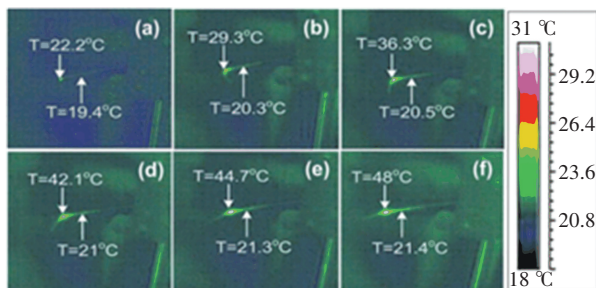 (a)
T=22.2°C
T=19.4°C
(b)
T=29.3°C
T=20.3°C
(c)
T=36.3°C
T=20.5°C
(d)
T=42.1°C
T=21°C
(e)
T=44.7°C
T=21.3°C
(f)
T=48°C
T=21.4°C
31 ℃
29.2
26.4
23.6
20.8
18 ℃